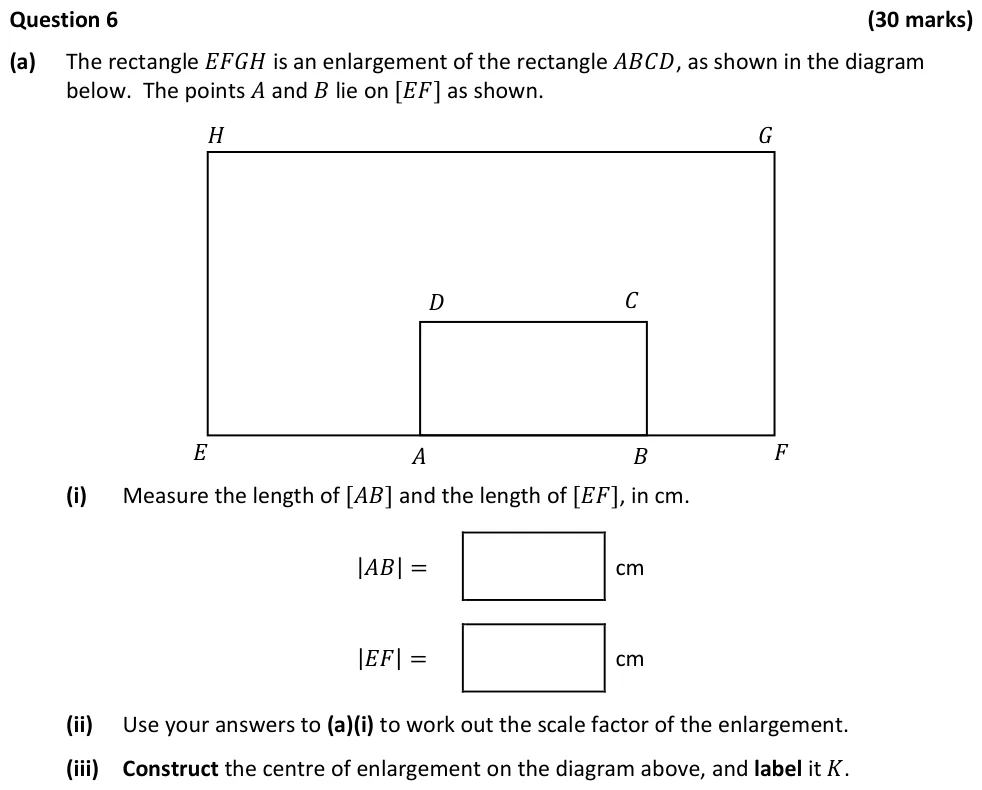 Question 6 (30 marks)
(a) The rectangle EFGH is an enlargement of the rectangle ABCD, as shown in the diagram
below. The points A and B lie on [EF] as shown.
H G
D C
E A B F
(i) Measure the length of [AB] and the length of [EF], in cm.
|AB| = cm
|EF| = cm
(ii) Use your answers to (a)(i) to work out the scale factor of the enlargement.
(iii) Construct the centre of enlargement on the diagram above, and label it K.